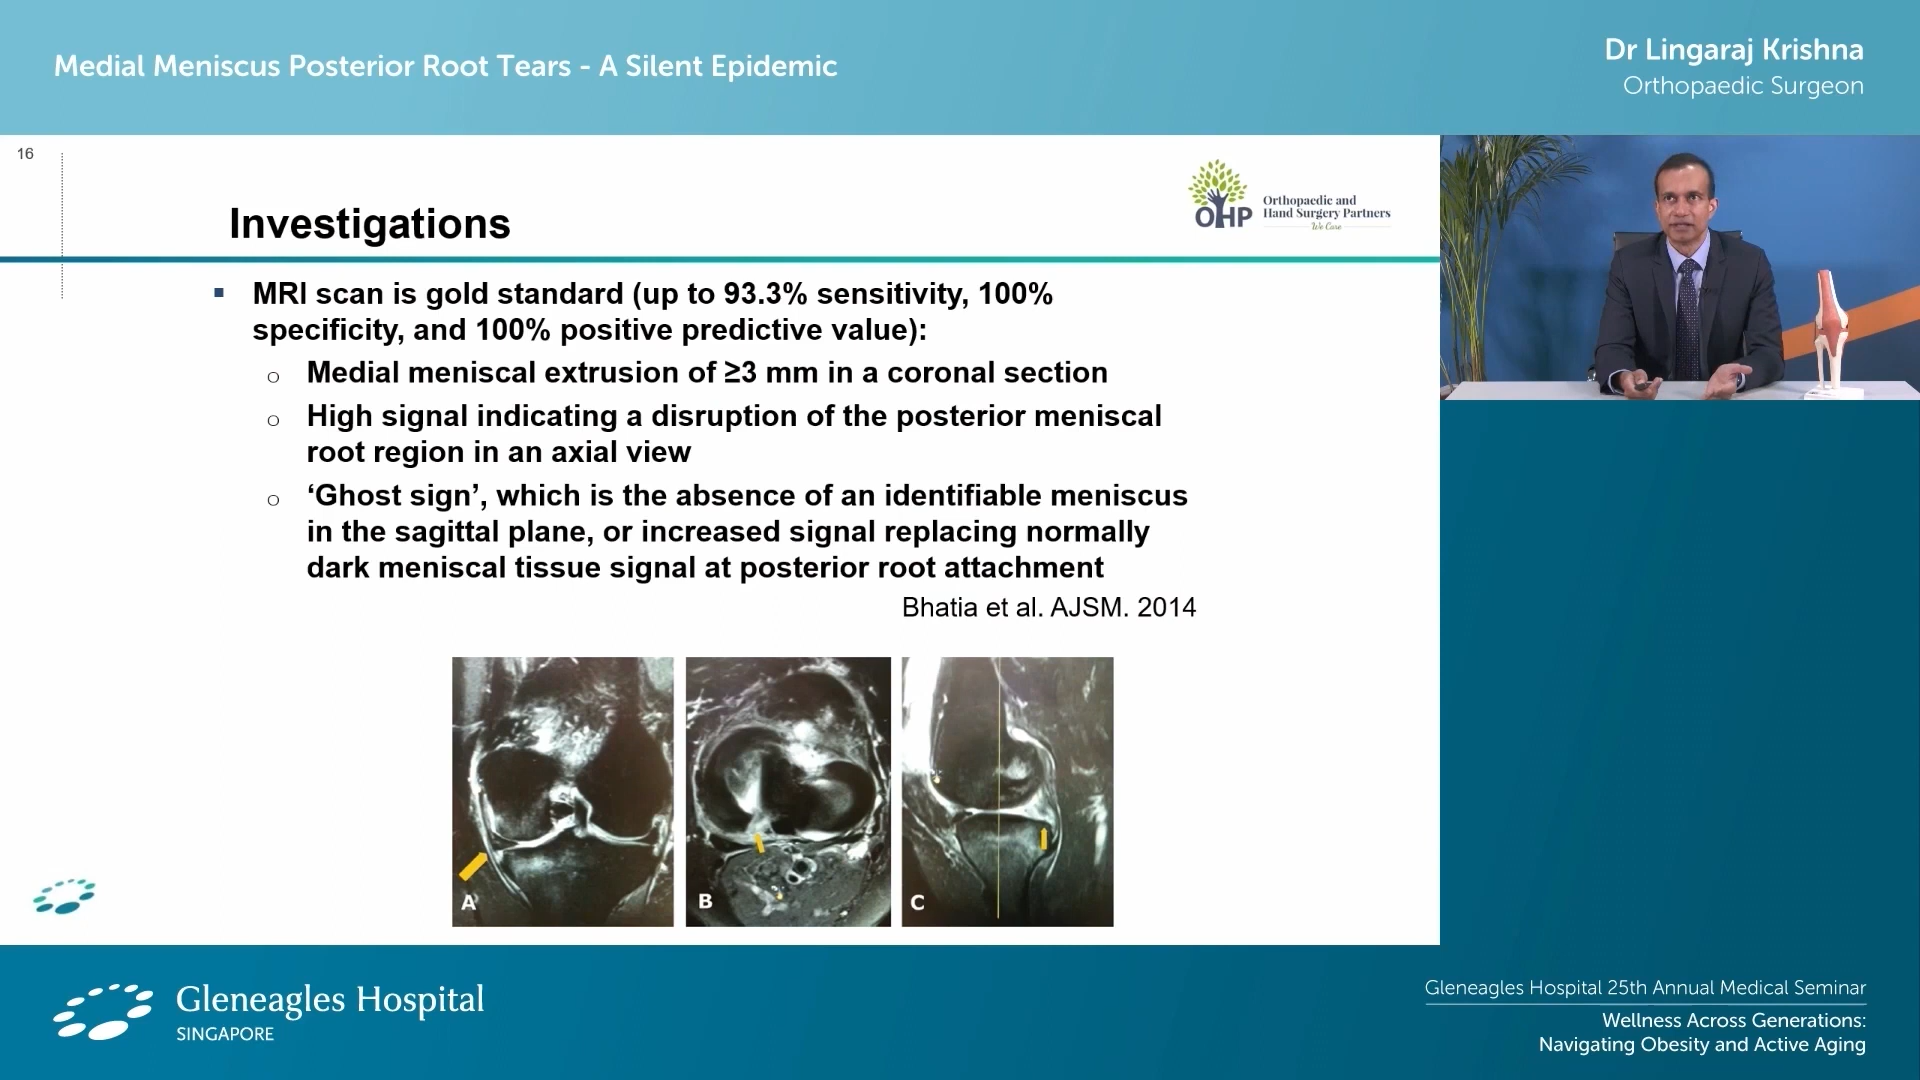 Medial Meniscus Posterior Root Tears - A Silent Epidemic
Dr Lingaraj Krishna
Orthopaedic Surgeon
16
Investigations
OHP
Orthopaedic and
Hand Surgery Partners
We Care
▪ MRI scan is gold standard (up to 93.3% sensitivity, 100%
specificity, and 100% positive predictive value):
o Medial meniscal extrusion of ≥3 mm in a coronal section
o High signal indicating a disruption of the posterior meniscal
root region in an axial view
o ‘Ghost sign’, which is the absence of an identifiable meniscus
in the sagittal plane, or increased signal replacing normally
dark meniscal tissue signal at posterior root attachment
Bhatia et al. AJSM. 2014
A
B
C
Gleneagles Hospital
SINGAPORE
Gleneagles Hospital 25th Annual Medical Seminar
Wellness Across Generations:
Navigating Obesity and Active Aging